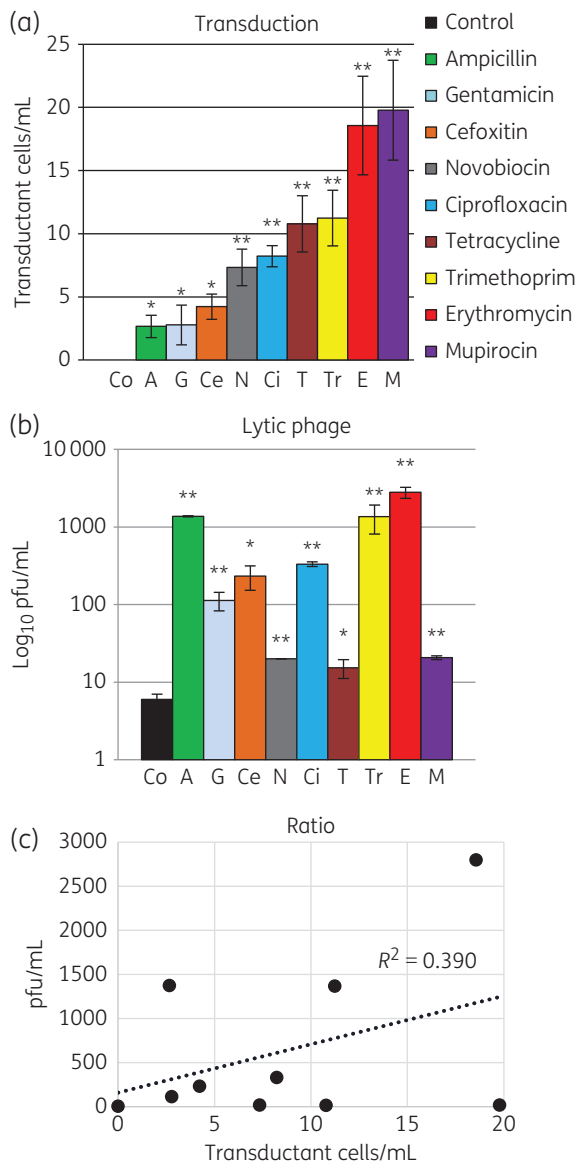 (a) Transduction
Transductant cells/mL
25
20
15
10
5
0
* * * ** ** ** ** ** **
Co A G Ce N Ci T Tr E M
Control
Ampicillin
Gentamicin
Cefoxitin
Novobiocin
Ciprofloxacin
Tetracycline
Trimethoprim
Erythromycin
Mupirocin
(b) Lytic phage
Log10 pfu/mL
10 000
1000
100
10
1
** ** * ** ** * ** ** **
Co A G Ce N Ci T Tr E M
(c) Ratio
pfu/mL
3000
2500
2000
1500
1000
500
0
R² = 0.390
0 5 10 15 20
Transductant cells/mL